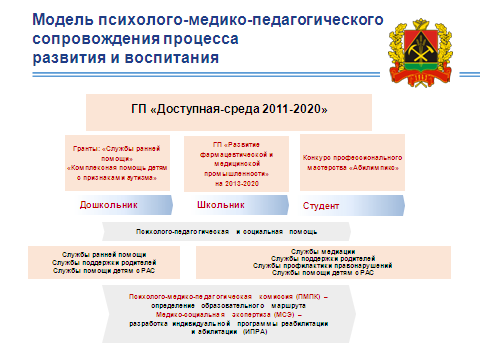 Модель психолого-медико-педагогического
сопровождения процесса
развития и воспитания
ГП «Доступная-среда 2011-2020»
Гранты: «Службы ранней
помощи»
«Комплексная помощь детям
с признаками аутизма»
ГП «Развитие
фармацевтической и
медицинской
промышленности»
на 2013-2020
Конкурс профессионального
мастерства «Абилимпикс»
Дошкольник
Школьник
Студент
Психолого-педагогическая и социальная помощь
Службы ранней помощи
Службы поддержки родителей
Службы помощи детям с РАС
Службы медиации
Службы поддержки родителей
Службы профилактики правонарушений
Службы помощи детям с РАС
Психолого-медико-педагогическая комиссия (ПМПК) –
определение образовательного маршрута
Медико-социальная экспертиза (МСЭ) –
разработка индивидуальной программы реабилитации
и абилитации (ИПРА)